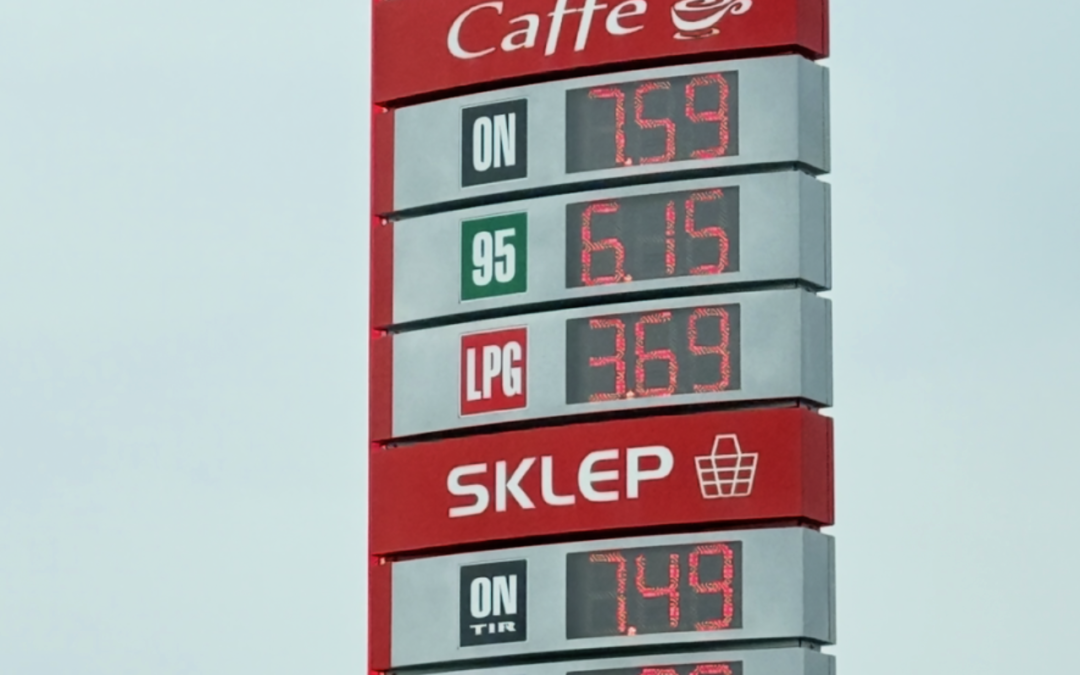 Caffe
ON 7.59
95 6.15
LPG 3.69
SKLEP
ON TIR 7.49